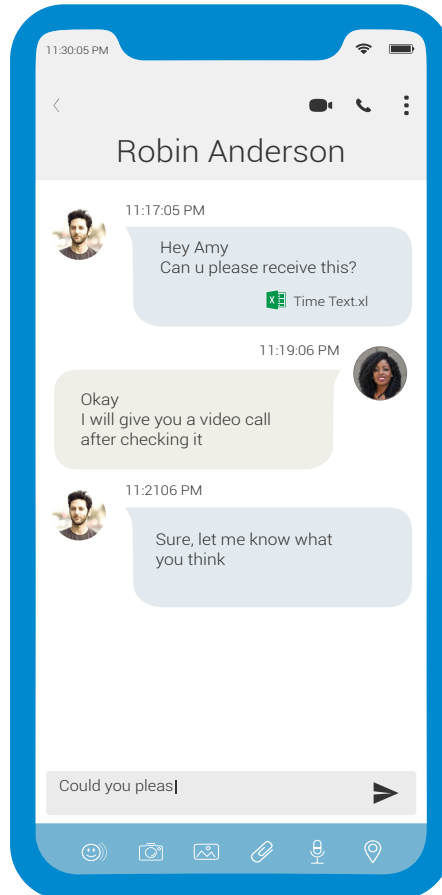 11:30:05 PM
Robin Anderson
11:17:05 PM
Hey Amy
Can u please receive this?
Time Text.xl
11:19:06 PM
Okay
I will give you a video call
after checking it
11:2106 PM
Sure, let me know what
you think
Could you pleas